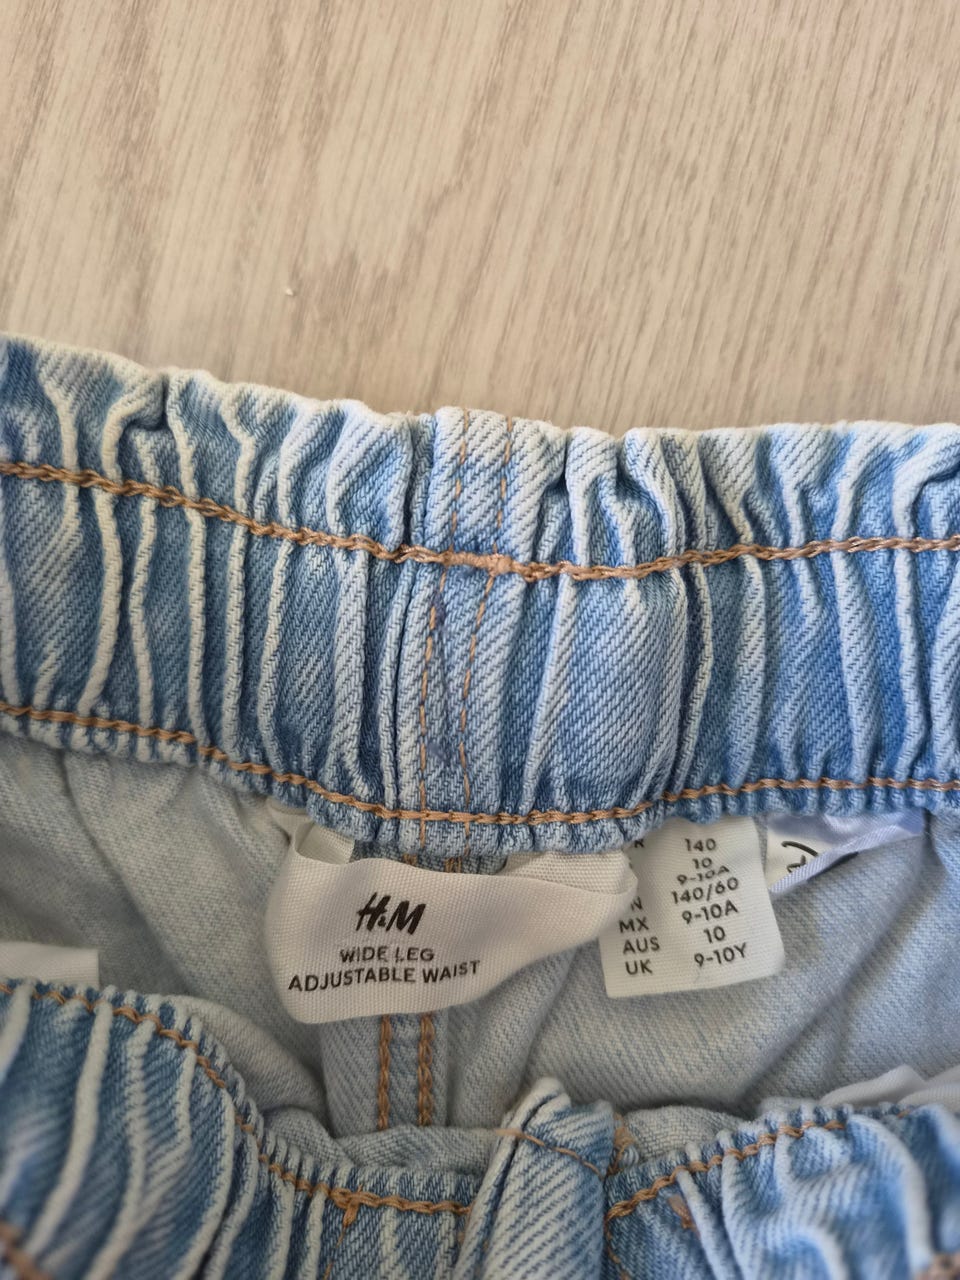 H&M
WIDE LEG
ADJUSTABLE WAIST
R 140
10
9-10A
N 140/60
MX 9-10A
AUS 10
UK 9-10Y